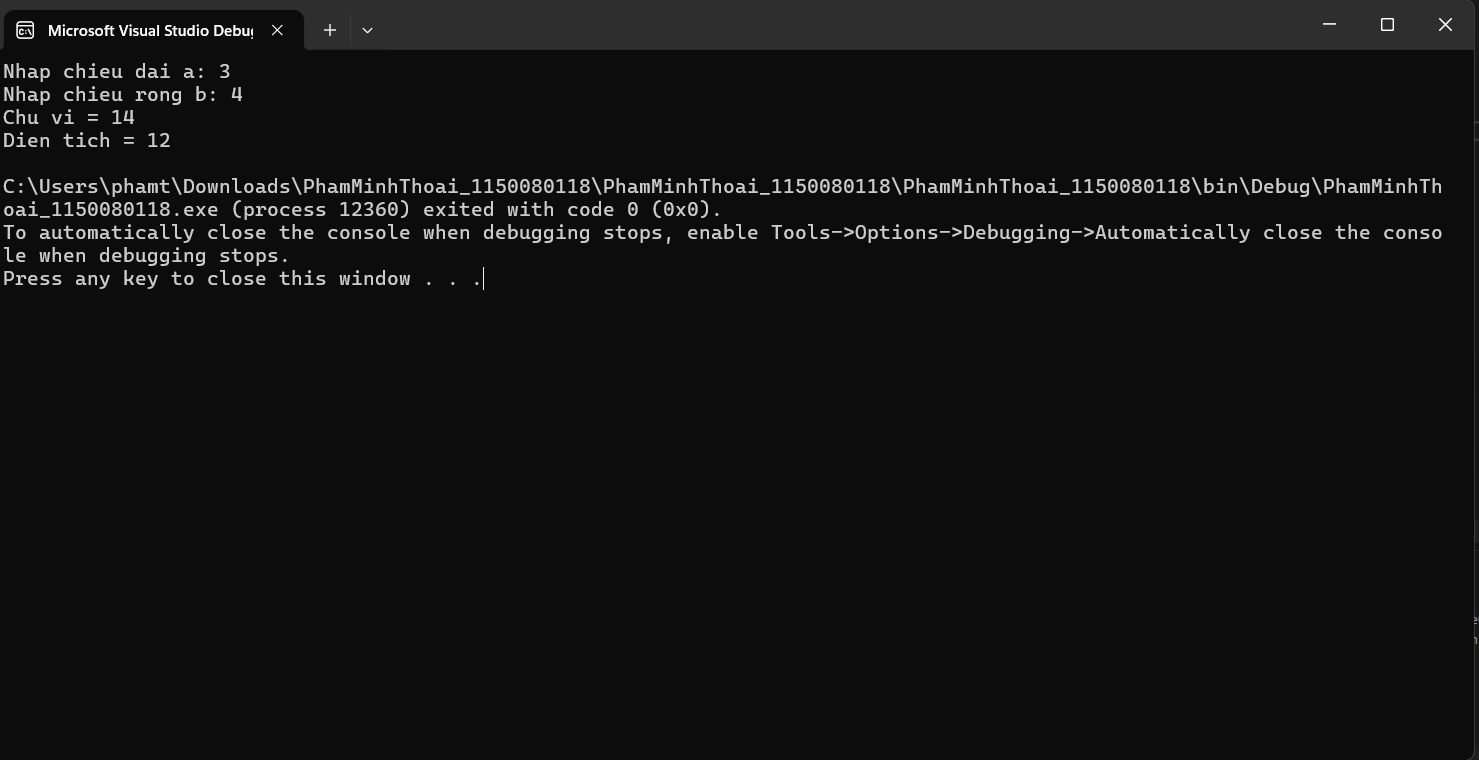 Microsoft Visual Studio Debu
Nhap chieu dai a: 3
Nhap chieu rong b: 4
Chu vi = 14
Dien tich = 12
C:\Users\phamt\Downloads\PhamMinhThoai_1150080118\PhamMinhThoai_1150080118\PhamMinhThoai_1150080118\bin\Debug\PhamMinhTh
oai_1150080118.exe (process 12360) exited with code 0 (0x0).
To automatically close the console when debugging stops, enable Tools->Options->Debugging->Automatically close the conso
le when debugging stops.
Press any key to close this window . . .